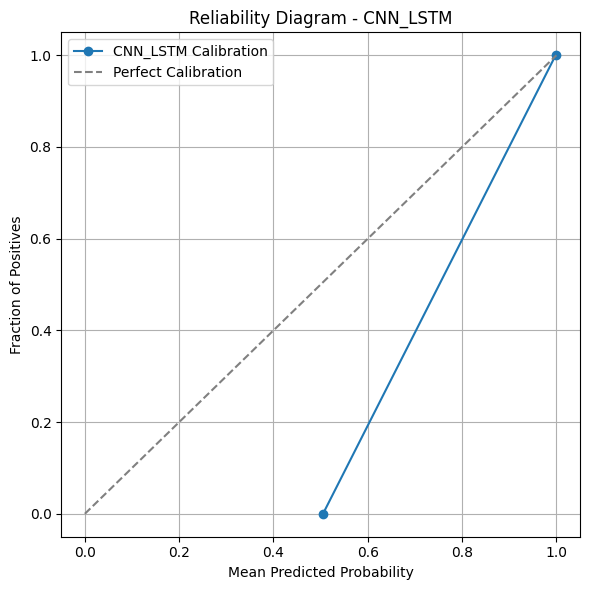 Reliability Diagram - CNN_LSTM
CNN_LSTM Calibration
Perfect Calibration
Fraction of Positives
1.0
0.8
0.6
0.4
0.2
0.0
0.0 0.2 0.4 0.6 0.8 1.0
Mean Predicted Probability